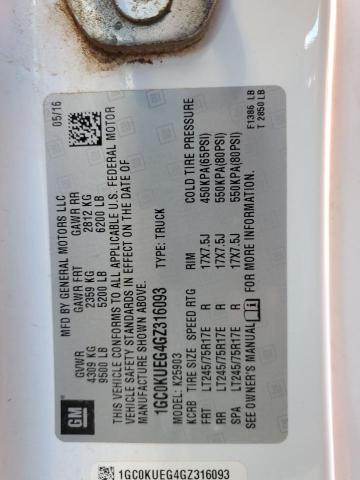 MFD BY GENERAL MOTORS LLC
05/16
GVWR GAWR FRT GAWR RR
4309 KG 2359 KG 2812 KG
9500 LB 5200 LB 6200 LB
THIS VEHICLE CONFORMS TO ALL APPLICABLE U.S. FEDERAL MOTOR
VEHICLE SAFETY STANDARDS IN EFFECT ON THE DATE OF
MANUFACTURE SHOWN ABOVE.
GM
1GC0KUEG4GZ316093 TYPE: TRUCK
MODEL: K25903
KCRB TIRE SIZE SPEED RTG RIM COLD TIRE PRESSURE
FRT LT245/75R17E R 17X7.5J 450KPA(65PSI)
RR LT245/75R17E R 17X7.5J 550KPA(80PSI)
SPA LT245/75R17E R 17X7.5J 550KPA(80PSI)
SEE OWNER'S MANUAL
F1386 LB
T 2850 LB
1GC0KUEG4GZ316093